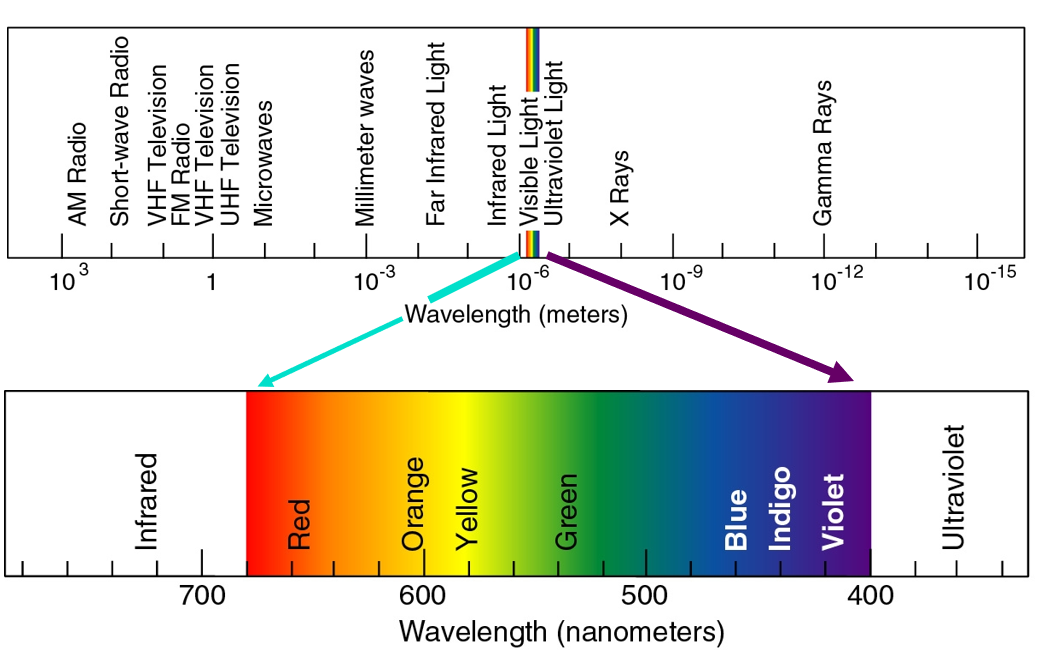 AM Radio
Short-wave Radio
VHF Television
FM Radio
VHF Television
UHF Television
Microwaves
Millimeter waves
Far Infrared Light
Infrared Light
Visible Light
Ultraviolet Light
X Rays
Gamma Rays
10 3
1
10-3
10-6
10-9
10-12
10-15
Wavelength (meters)
Infrared
Red
Orange
Yellow
Green
Blue
Indigo
Violet
Ultraviolet
700
600
500
400
Wavelength (nanometers)